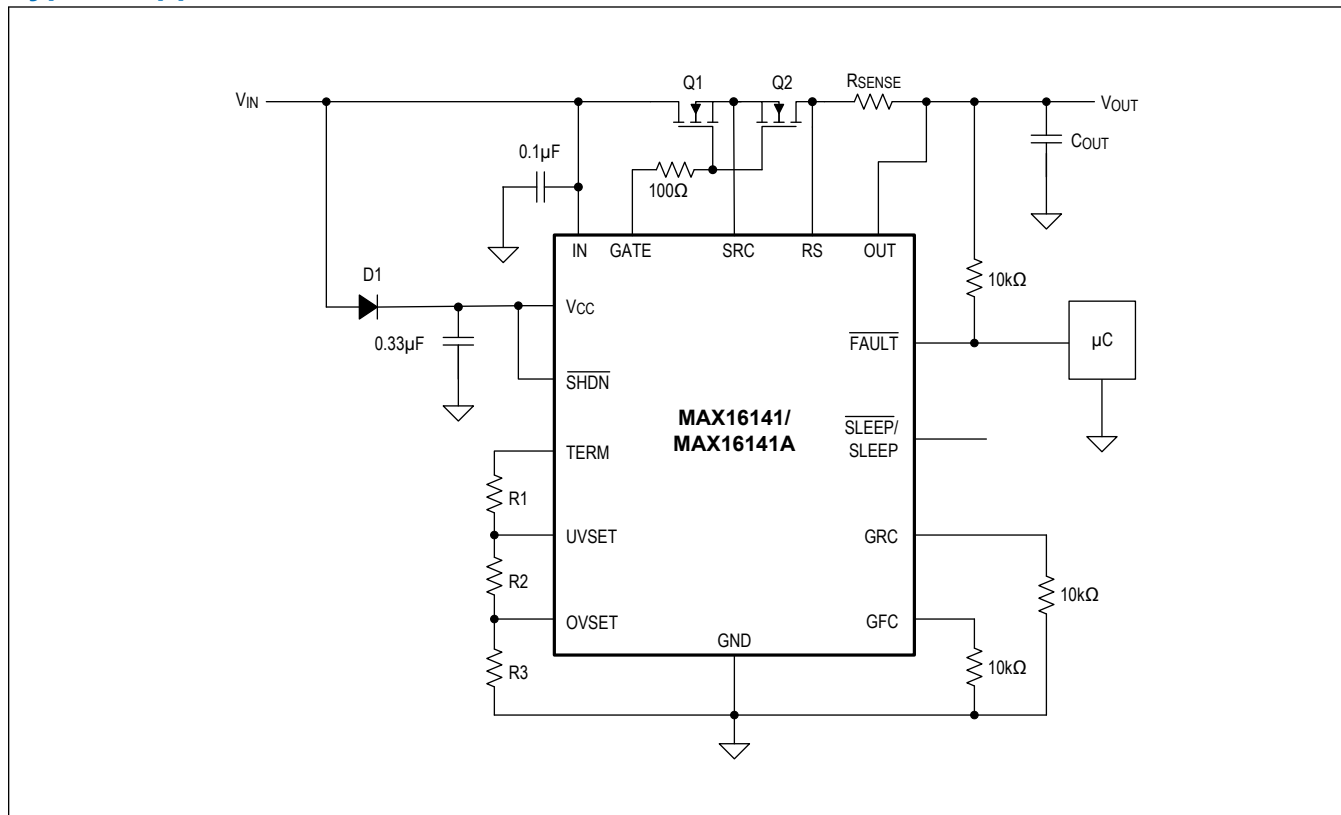 Q1
Q2
RSENSE
VIN
VOUT
COUT
0.1µF
100Ω
IN
GATE
SRC
RS
OUT
D1
10kΩ
VCC
0.33µF
FAULT
µC
SHDN
MAX16141/
MAX16141A
SLEEP/
SLEEP
TERM
R1
UVSET
GRC
R2
10kΩ
OVSET
GFC
GND
R3
10kΩ